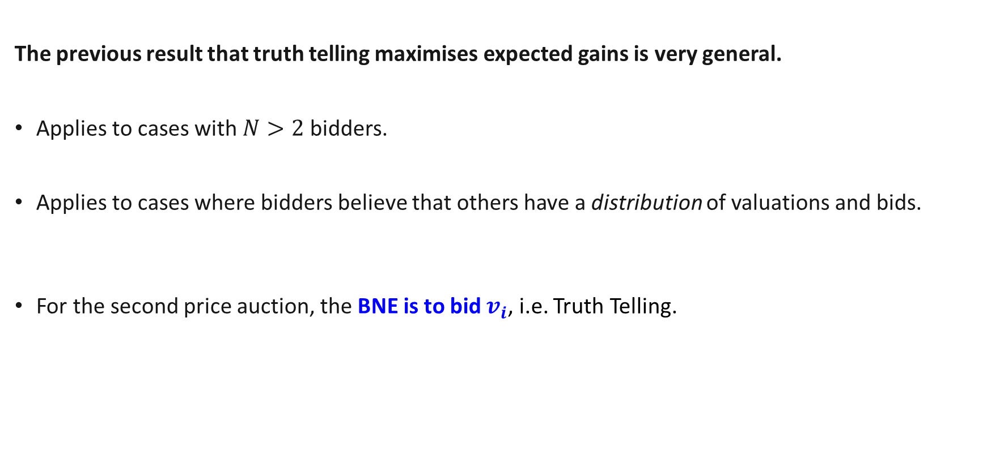 The previous result that truth telling maximises expected gains is very general.
• Applies to cases with 𝑁 > 2 bidders.
• Applies to cases where bidders believe that others have a distribution of valuations and bids.
• For the second price auction, the BNE is to bid 𝒗𝒊, i.e. Truth Telling.